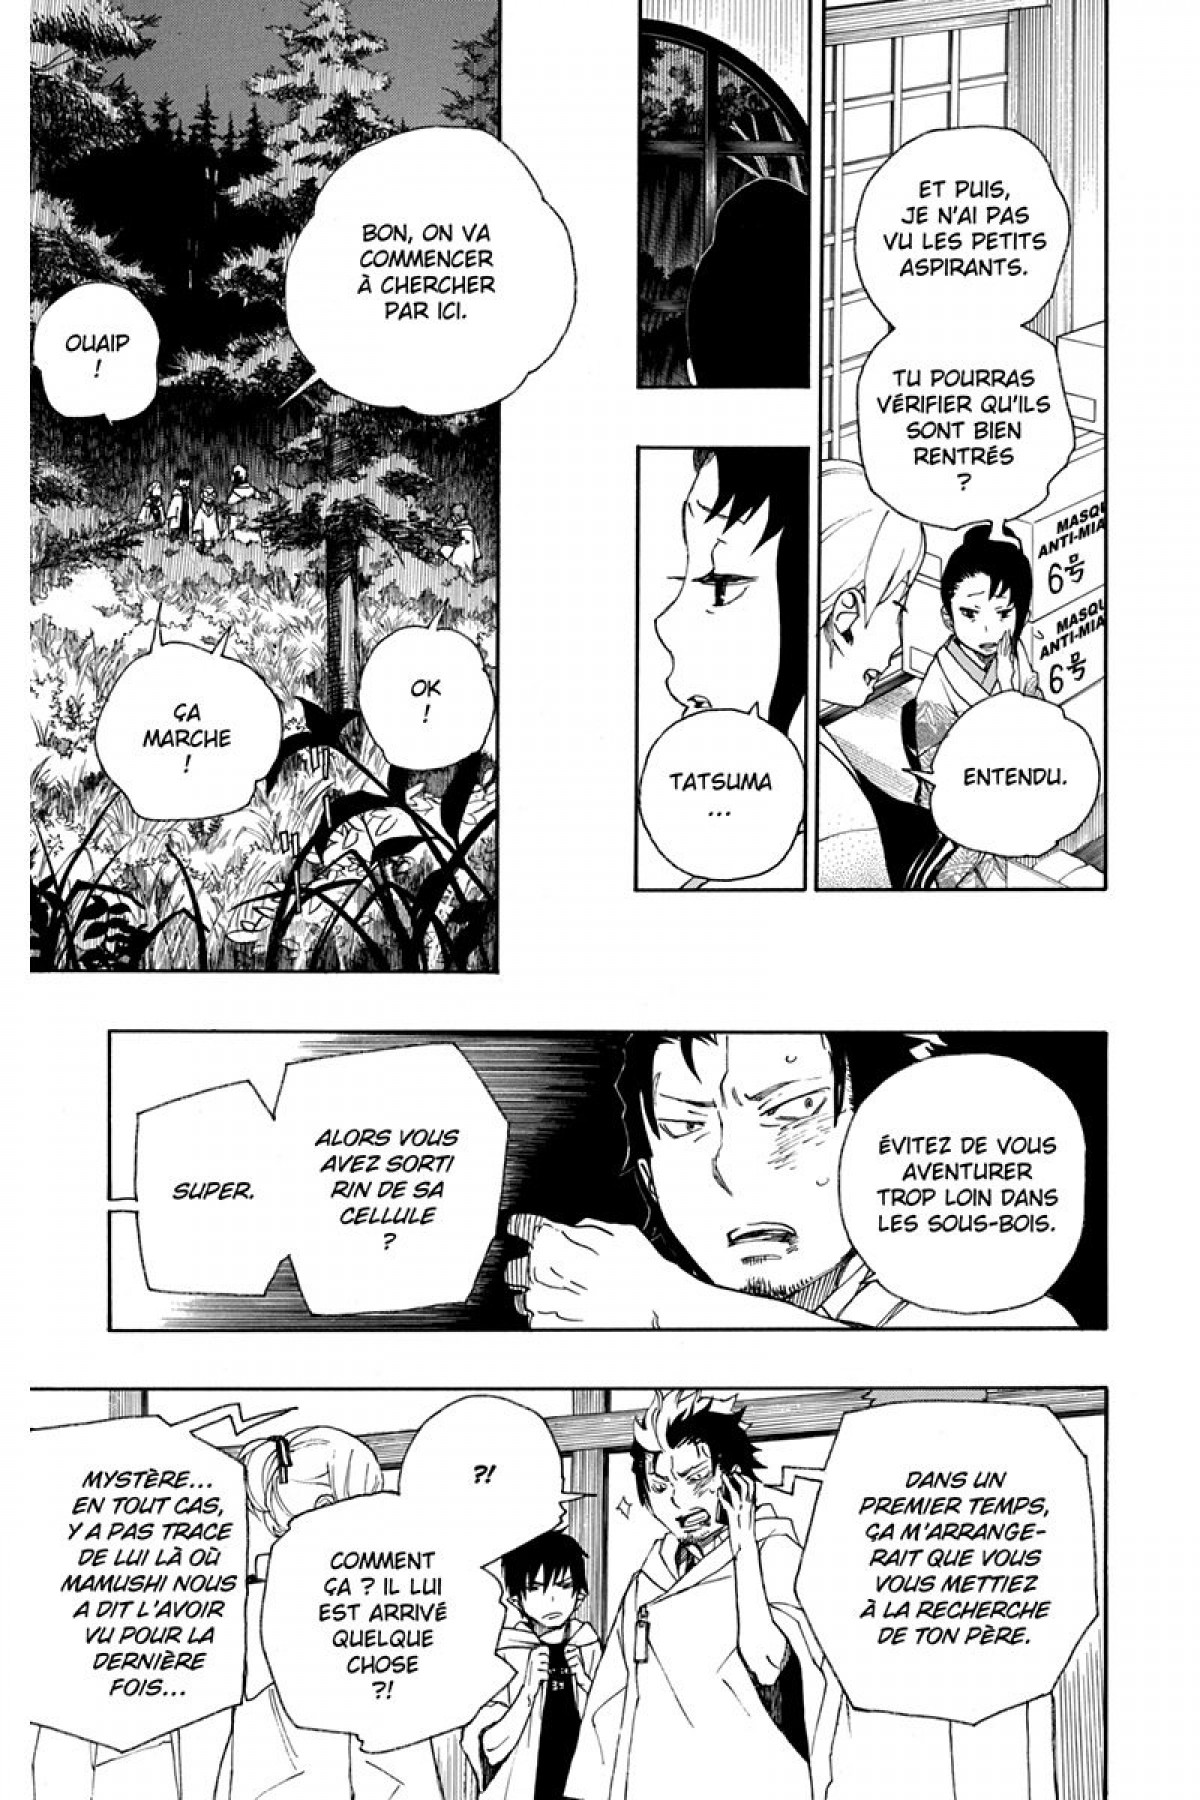 ET PUIS,
JE N'AI PAS
VU LES PETITS
ASPIRANTS.
TU POURRAS
VÉRIFIER QU'ILS
SONT BIEN
RENTRÉS
?
MASQU
ANTI-MIA
6号
MASQU
ANTI-MIA
6号
ENTENDU.
TATSUMA
...
BON, ON VA
COMMENCER
À CHERCHER
PAR ICI.
OUAIP
!
OK
!
ÇA
MARCHE
!
ÉVITEZ DE VOUS
AVENTURER
TROP LOIN DANS
LES SOUS-BOIS.
ALORS VOUS
AVEZ SORTI
RIN DE SA
CELLULE
?
SUPER.
DANS UN
PREMIER TEMPS,
ÇA M'ARRANGE-
RAIT QUE VOUS
VOUS METTIEZ
À LA RECHERCHE
DE TON PÈRE.
?!
COMMENT
ÇA ? IL LUI
EST ARRIVÉ
QUELQUE
CHOSE
?!
MYSTÈRE...
EN TOUT CAS,
Y A PAS TRACE
DE LUI LÀ OÙ
MAMUSHI NOUS
A DIT L'AVOIR
VU POUR LA
DERNIÈRE
FOIS...